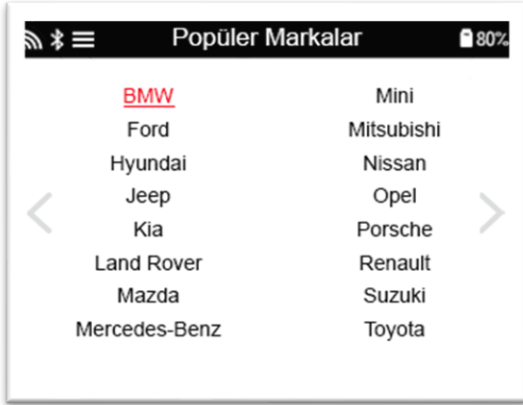 Popüler Markalar
80%
BMW
Ford
Hyundai
Jeep
Kia
Land Rover
Mazda
Mercedes-Benz
Mini
Mitsubishi
Nissan
Opel
Porsche
Renault
Suzuki
Toyota